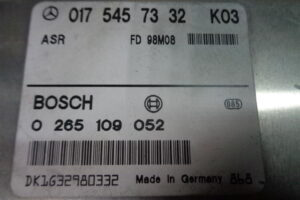 017 545 73 32 K03
ASR FD 98M08
BOSCH
0 265 109 052
DK1632980332 Made in Germany